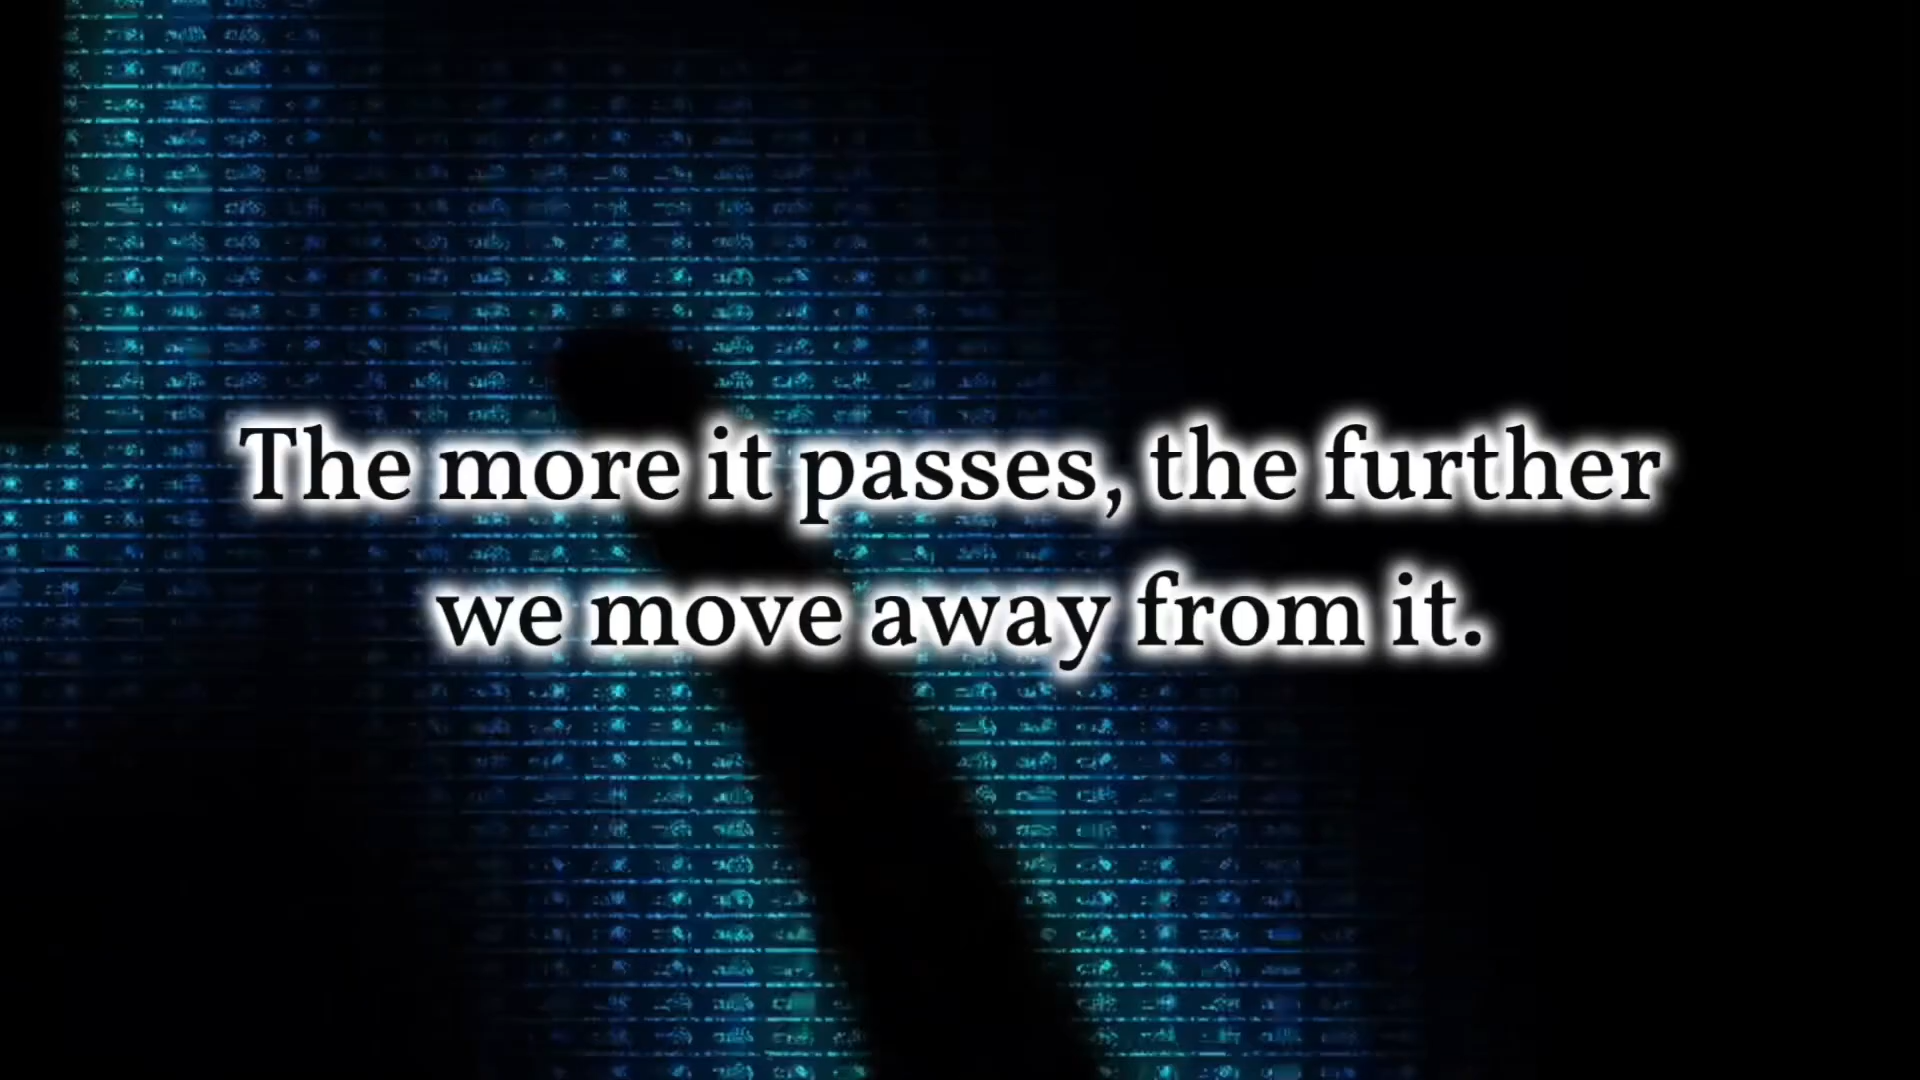 The more it passes, the further
we move away from it.